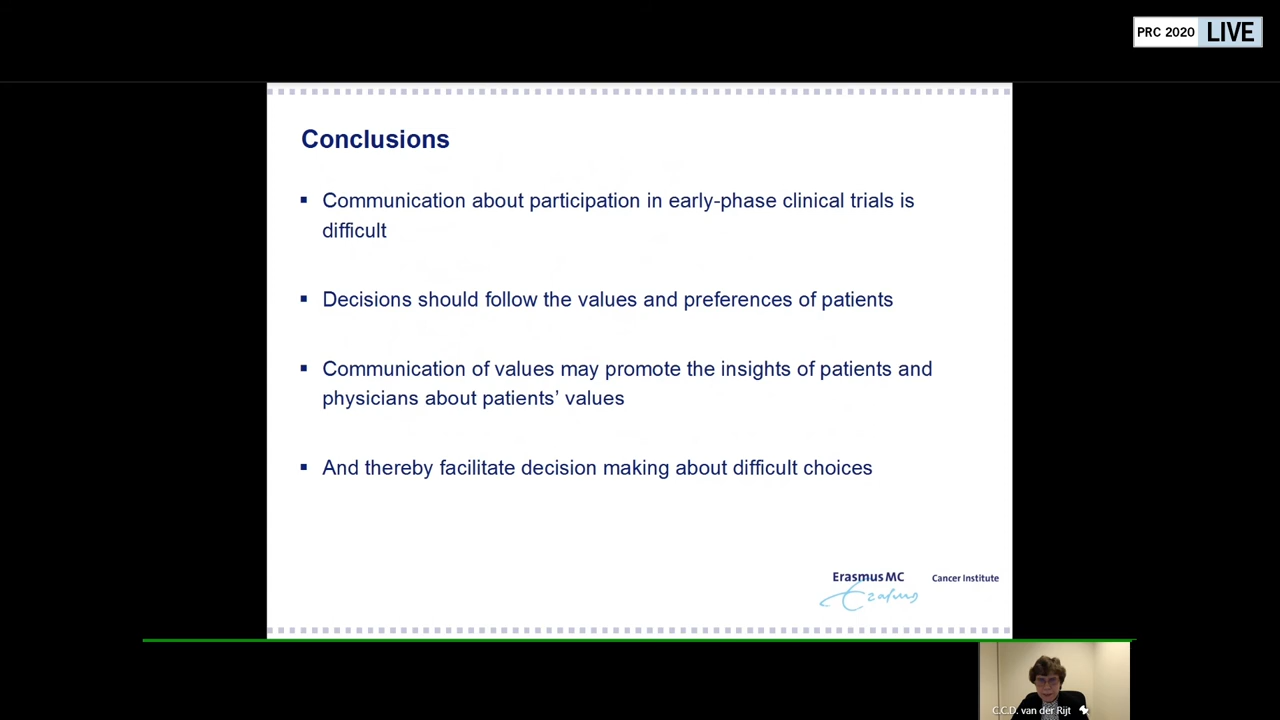 PRC 2020 LIVE
Conclusions
Communication about participation in early-phase clinical trials is
difficult
Decisions should follow the values and preferences of patients
Communication of values may promote the insights of patients and
physicians about patients’ values
And thereby facilitate decision making about difficult choices
Erasmus MC Cancer Institute
Erasmus
C.C.D. van der Rijt